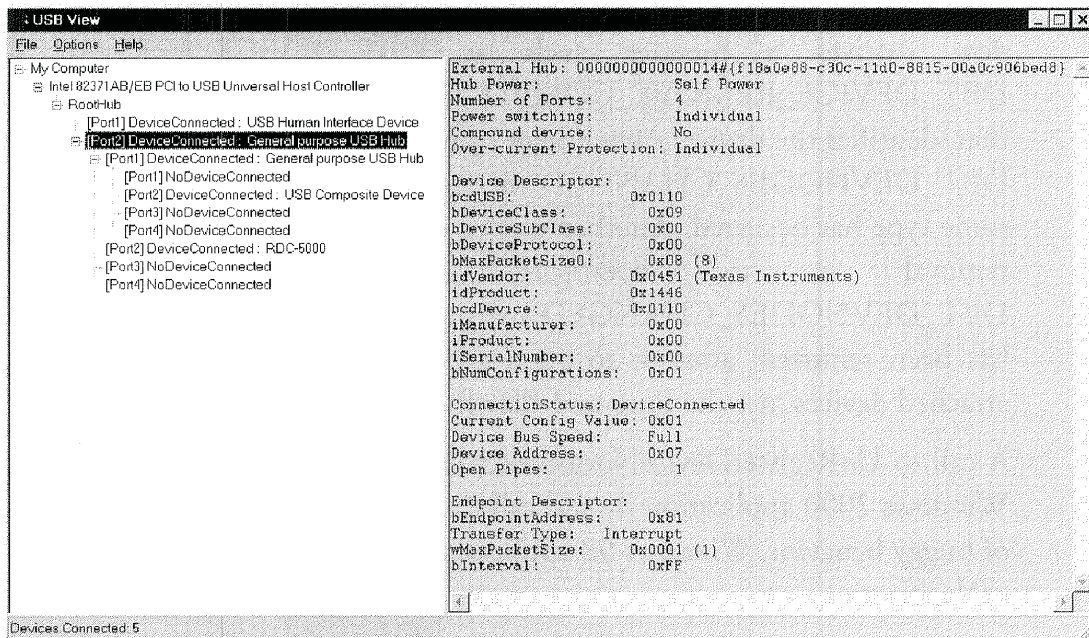 USB View
File Options Help
My Computer
Intel 82371AB/EB PCI to USB Universal Host Controller
RootHub
[Port1] DeviceConnected : USB Human Interface Device
[Port2] DeviceConnected : General purpose USB Hub
[Port1] DeviceConnected : General purpose USB Hub
[Port1] NoDeviceConnected
[Port2] DeviceConnected : USB Composite Device
[Port3] NoDeviceConnected
[Port4] NoDeviceConnected
[Port2] DeviceConnected : RDC-5000
[Port3] NoDeviceConnected
[Port4] NoDeviceConnected
External Hub: 0000000000000014#{f18a0e88-c30c-11d0-8815-00a0c906bed8}
Hub Power: Self Power
Number of Ports: 4
Power switching: Individual
Compound device: No
Over-current Protection: Individual
Device Descriptor:
bcdUSB: 0x0110
bDeviceClass: 0x09
bDeviceSubClass: 0x00
bDeviceProtocol: 0x00
bMaxPacketSize0: 0x08 (8)
idVendor: 0x0451 (Texas Instruments)
idProduct: 0x1446
bcdDevice: 0x0110
iManufacturer: 0x00
iProduct: 0x00
iSerialNumber: 0x00
bNumConfigurations: 0x01
ConnectionStatus: DeviceConnected
Current Config Value: 0x01
Device Bus Speed: Full
Device Address: 0x07
Open Pipes: 1
Endpoint Descriptor:
bEndpointAddress: 0x81
Transfer Type: Interrupt
wMaxPacketSize: 0x0001 (1)
bInterval: 0xFF
Devices Connected: 5